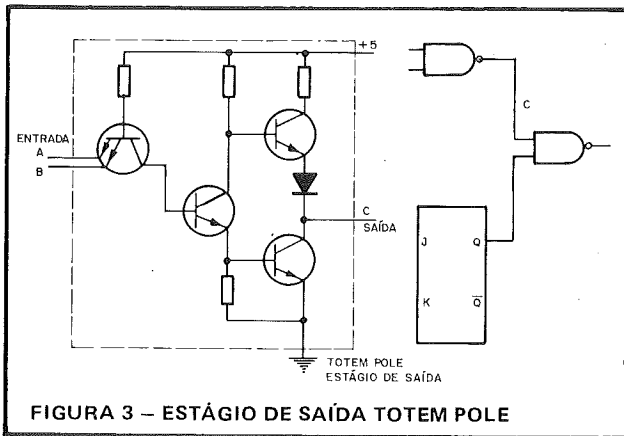 +5
ENTRADA
A
B
C
SAÍDA
TOTEM POLE
ESTÁGIO DE SAÍDA
C
J Q
K Q̅
FIGURA 3 – ESTÁGIO DE SAÍDA TOTEM POLE